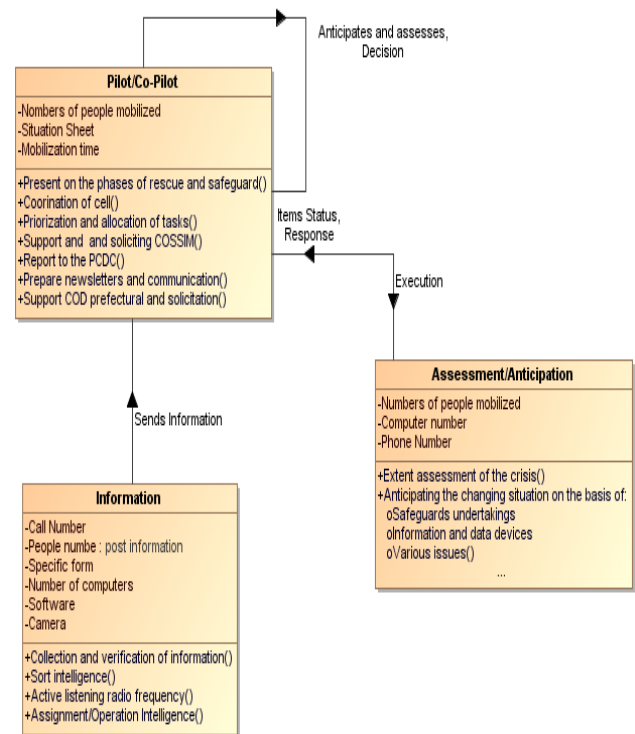 Anticipates and assesses,
Decision
Pilot/Co-Pilot
-Nombers of people mobilized
-Situation Sheet
-Mobilization time
+Present on the phases of rescue and safeguard()
+Coorination of cell()
+Priorization and allocation of tasks()
+Support and and soliciting COSSIM()
+Report to the PCDC()
+Prepare newsletters and communication()
+Support COD prefectural and solicitation()
Items Status,
Response
Execution
Assessment/Anticipation
-Numbers of people mobilized
-Computer number
-Phone Number
+Extent assessment of the crisis()
+Anticipating the changing situation on the basis of:
oSafeguards undertakings
oInformation and data devices
oVarious issues()
...
Sends Information
Information
-Call Number
-People numbe : post information
-Specific form
-Number of computers
-Software
-Camera
+Collection and verification of information()
+Sort intelligence()
+Active listening radio frequency()
+Assignment/Operation Intelligence()